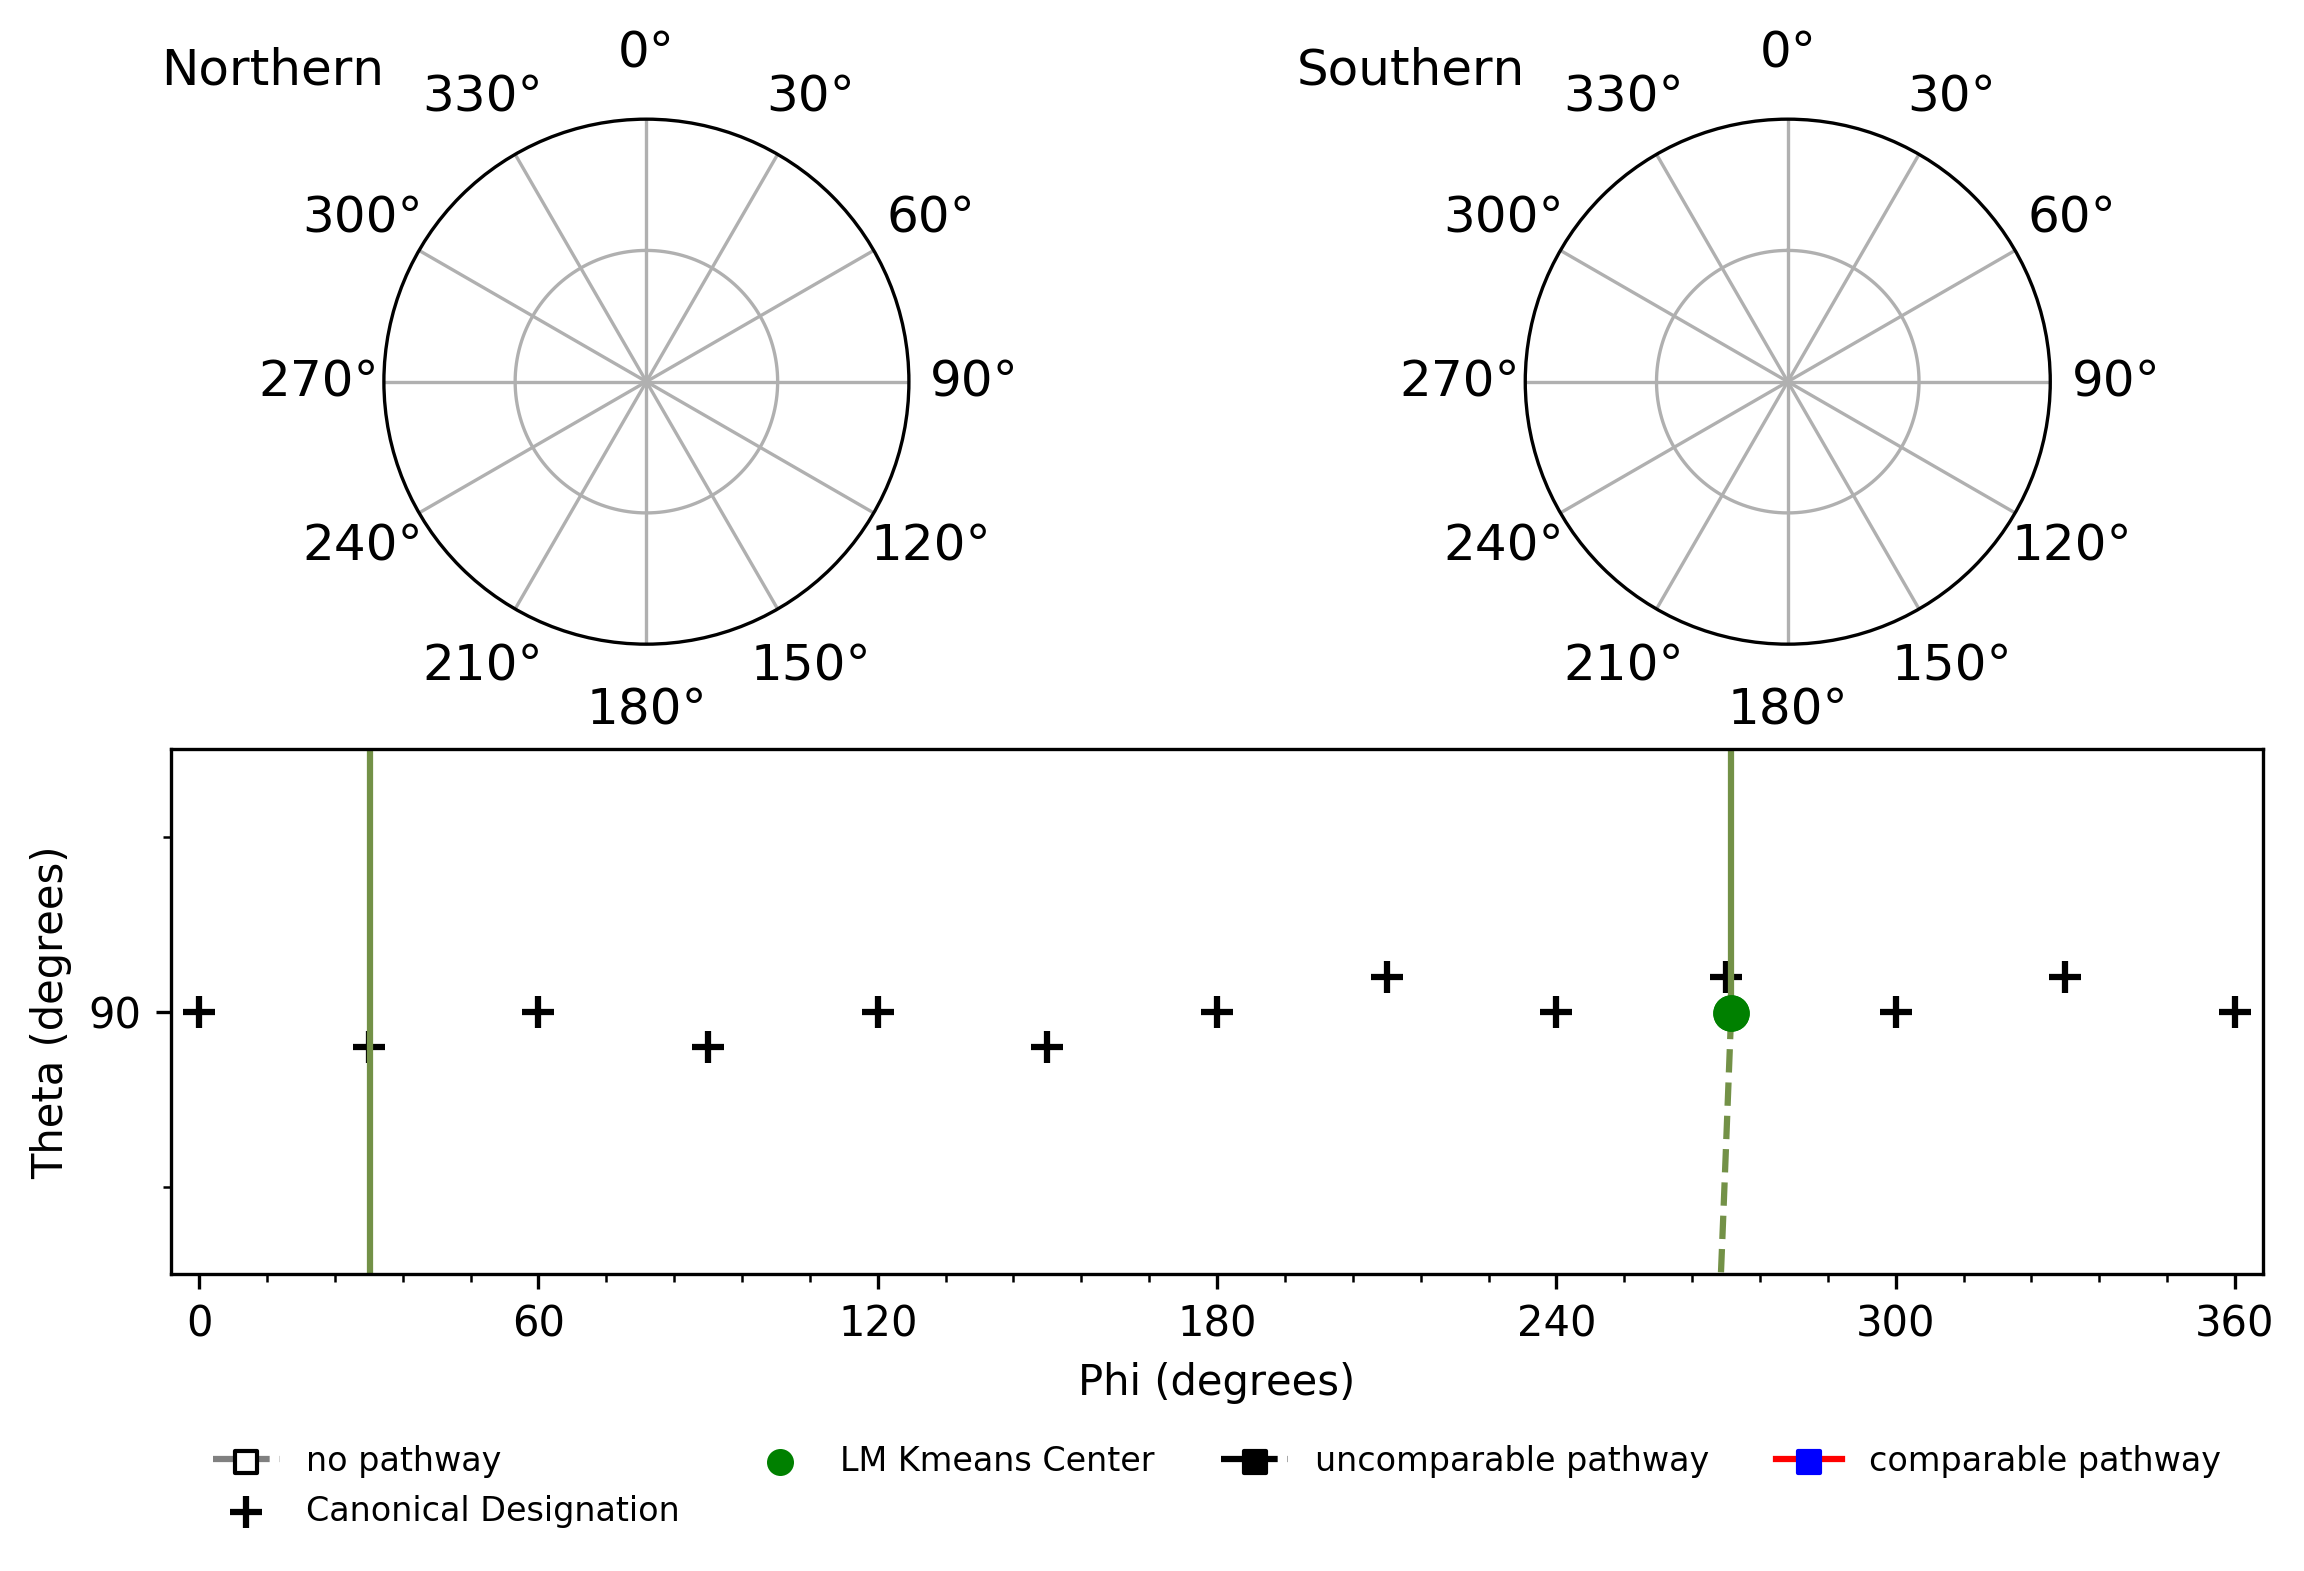 Northern
0°
30°
60°
90°
120°
150°
180°
210°
240°
270°
300°
330°
Southern
0°
30°
60°
90°
120°
150°
180°
210°
240°
270°
300°
330°
Theta (degrees)
90
0 60 120 180 240 300 360
Phi (degrees)
no pathway
Canonical Designation
LM Kmeans Center
uncomparable pathway
comparable pathway